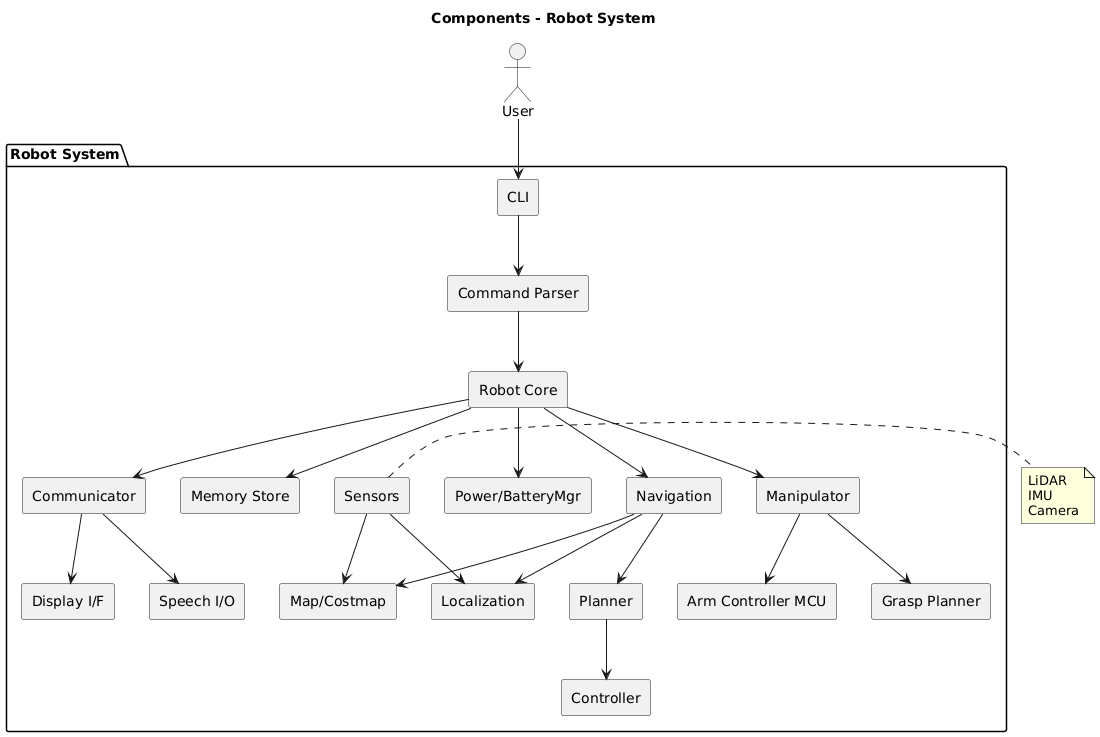 Components - Robot System
User
Robot System
CLI
Command Parser
Robot Core
Communicator
Memory Store
Sensors
Power/BatteryMgr
Navigation
Manipulator
LiDAR
IMU
Camera
Display I/F
Speech I/O
Map/Costmap
Localization
Planner
Arm Controller MCU
Grasp Planner
Controller